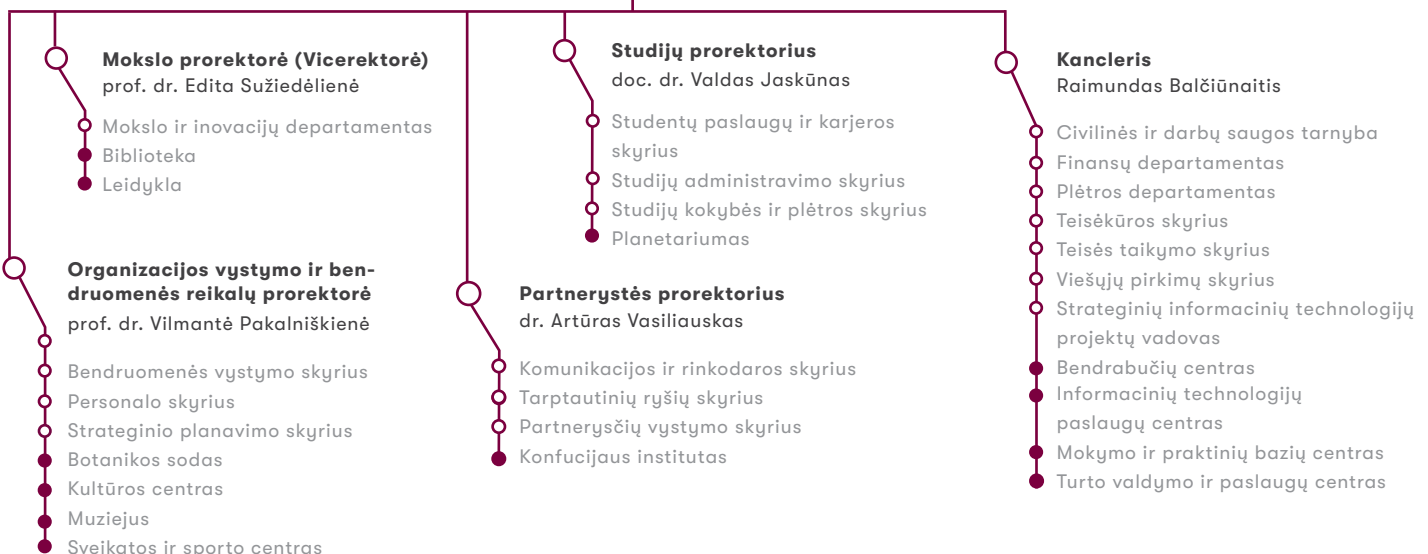 Mokslo prorektorė (Vicerektorė)
prof. dr. Edita Sužiedėlienė
Mokslo ir inovacijų departamentas
Biblioteka
Leidykla
Organizacijos vystymo ir ben-
druomenės reikalų prorektorė
prof. dr. Vilmantė Pakalniškienė
Bendruomenės vystymo skyrius
Personalo skyrius
Strateginio planavimo skyrius
Botanikos sodas
Kultūros centras
Muziejus
Sveikatos ir sporto centras
Studijų prorektorius
doc. dr. Valdas Jaskūnas
Studentų paslaugų ir karjeros
skyrius
Studijų administravimo skyrius
Studijų kokybės ir plėtros skyrius
Planetariumas
Partnerystės prorektorius
dr. Artūras Vasiliauskas
Komunikacijos ir rinkodaros skyrius
Tarptautinių ryšių skyrius
Partnerysčių vystymo skyrius
Konfucijaus institutas
Kancleris
Raimundas Balčiūnaitis
Civilinės ir darbų saugos tarnyba
Finansų departamentas
Plėtros departamentas
Teisėkūros skyrius
Teisės taikymo skyrius
Viešųjų pirkimų skyrius
Strateginių informacinių technologijų
projektų vadovas
Bendrabučių centras
Informacinių technologijų
paslaugų centras
Mokymo ir praktinių bazių centras
Turto valdymo ir paslaugų centras